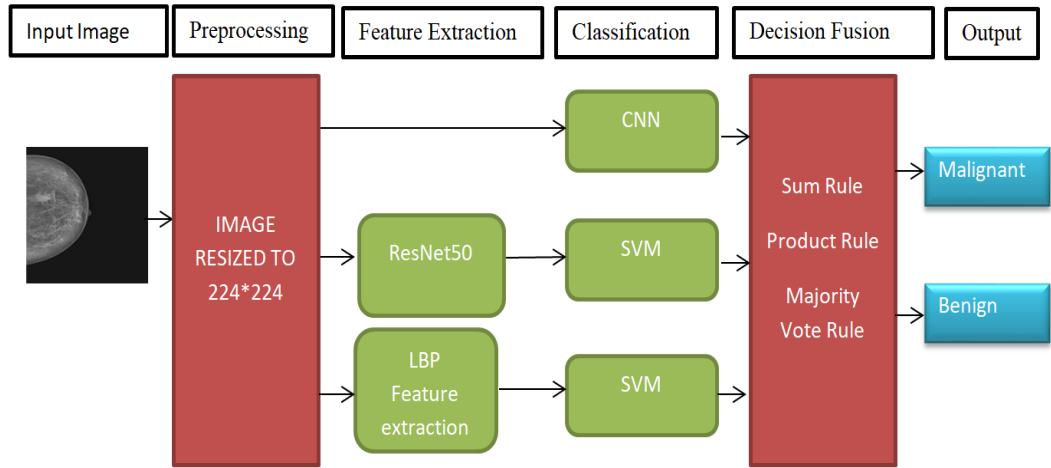 Input Image
Preprocessing
Feature Extraction
Classification
Decision Fusion
Output
IMAGE
RESIZED TO
224*224
CNN
ResNet50
SVM
LBP
Feature
extraction
SVM
Sum Rule
Product Rule
Majority
Vote Rule
Malignant
Benign